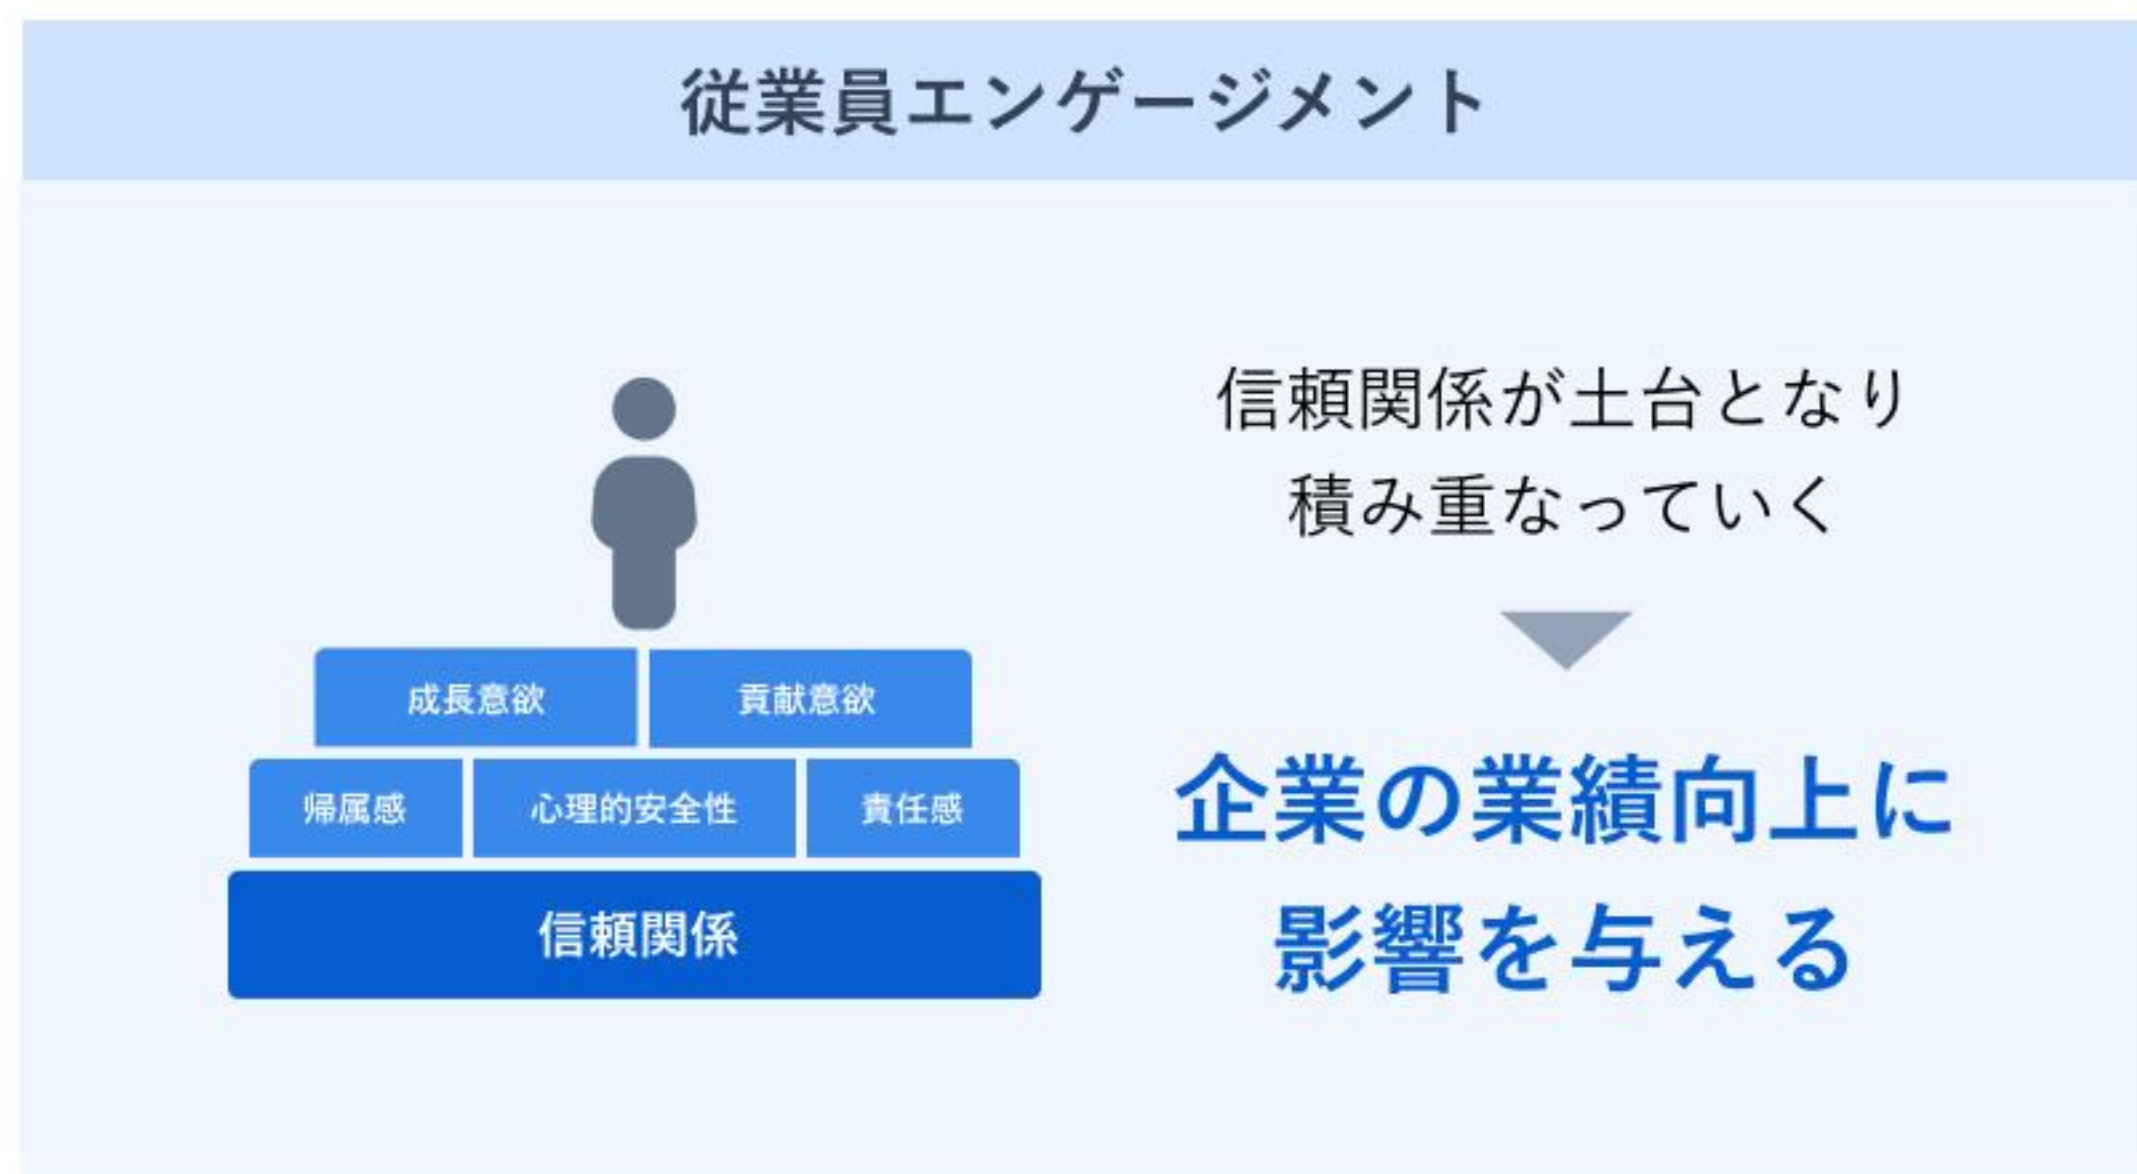 従業員エンゲージメント
成長意欲
貢献意欲
帰属感
心理的安全性
責任感
信頼関係
信頼関係が土台となり
積み重なっていく
企業の業績向上に
影響を与える